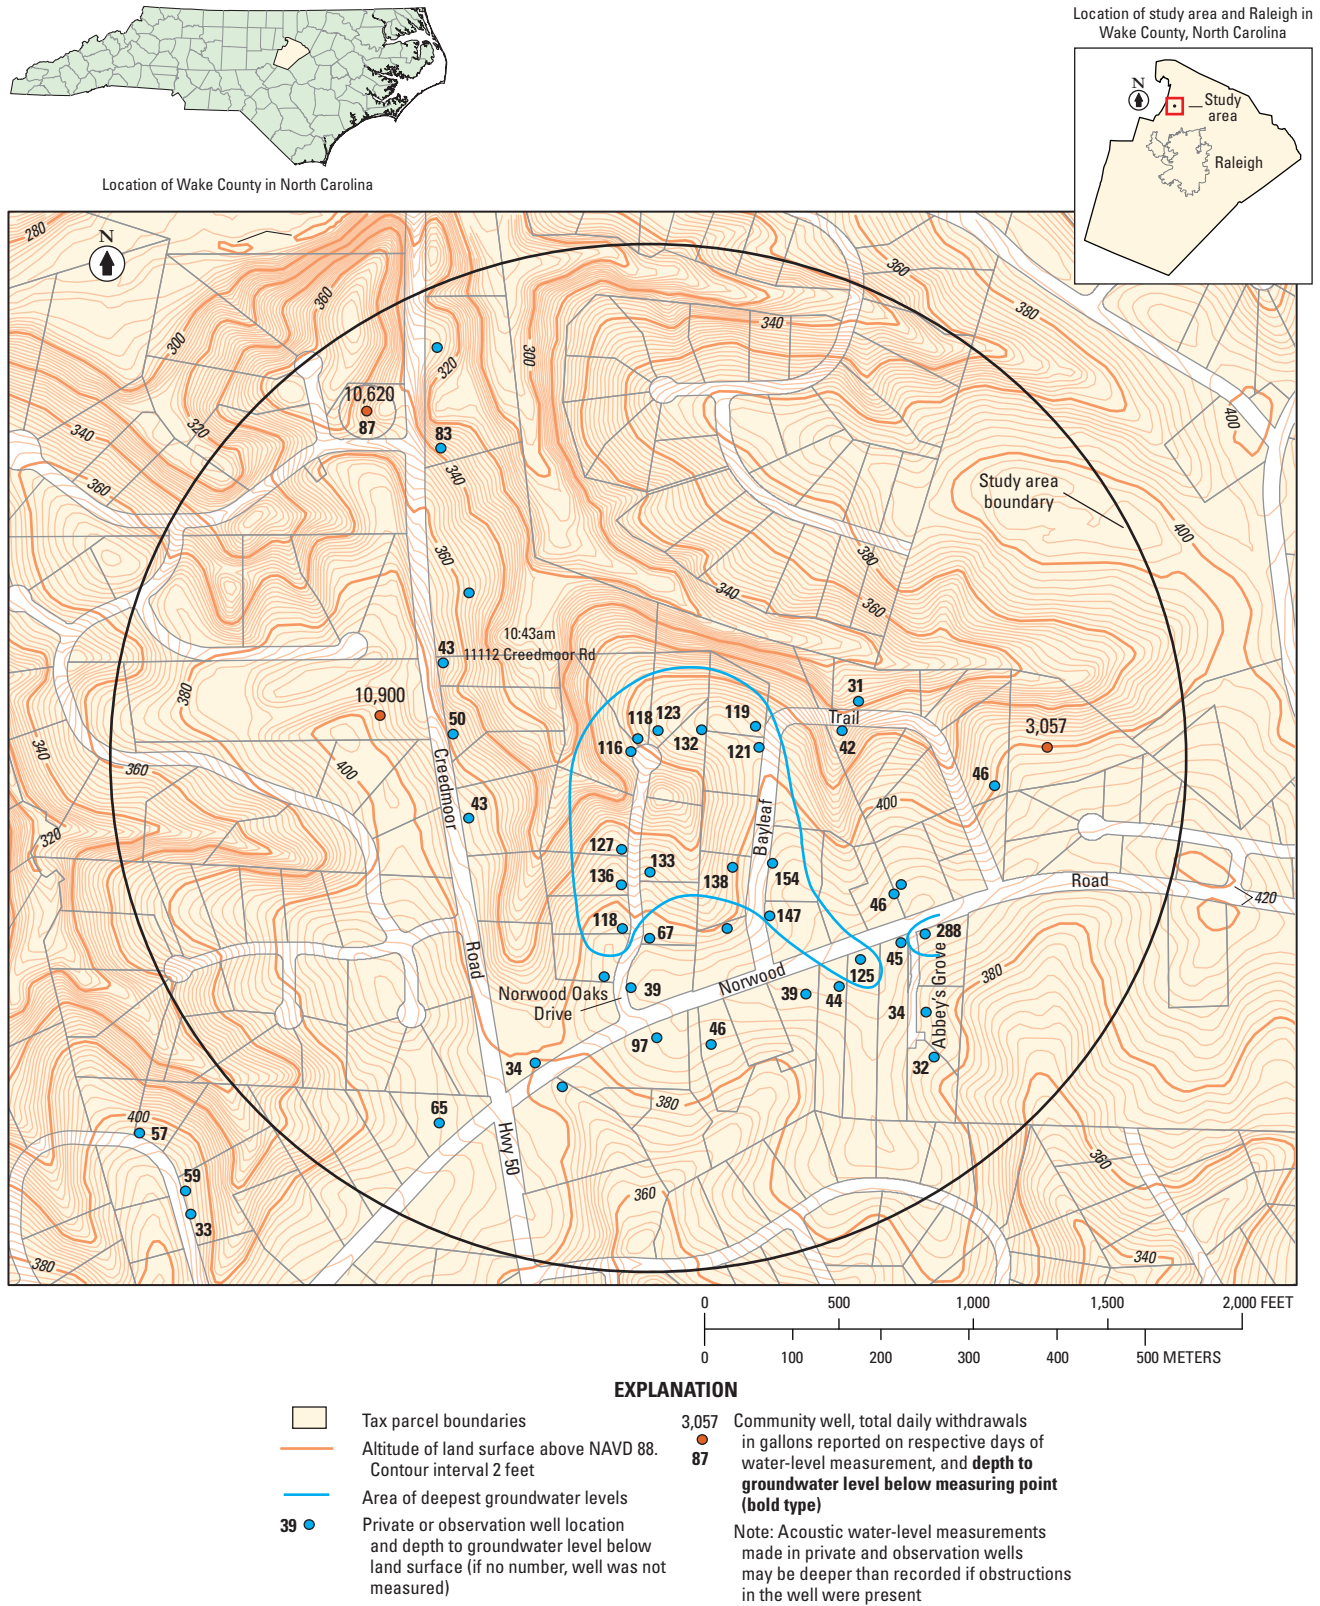 Location of study area and Raleigh in
Wake County, North Carolina
N
Study
area
Raleigh
Location of Wake County in North Carolina
280
N
360
340
360
380
300
300
320
10,620
87
83
320
340
340
360
400
Study area
boundary
400
360
380
340
360
10:43am
11112 Creedmoor Rd
43
380
10,900
50
31
Trail
42
3,057
118
123
119
116
132
121
46
340
360
400
Creedmoor
43
Bayleaf
400
320
127
133
136
138
154
Road
46
420
118
67
147
288
45
Road
125
Abbey's Grove
380
Norwood
Norwood Oaks
Drive
39
39
44
34
97
46
32
34
65
380
400
57
Hwy 50
360
59
33
360
340
380
0
500
1,000
1,500
2,000 FEET
0
100
200
300
400
500 METERS
EXPLANATION
Tax parcel boundaries
Altitude of land surface above NAVD 88.
Contour interval 2 feet
Area of deepest groundwater levels
39
Private or observation well location
and depth to groundwater level below
land surface (if no number, well was not
measured)
3,057
87
Community well, total daily withdrawals
in gallons reported on respective days of
water-level measurement, and depth to
groundwater level below measuring point
(bold type)
Note: Acoustic water-level measurements
made in private and observation wells
may be deeper than recorded if obstructions
in the well were present